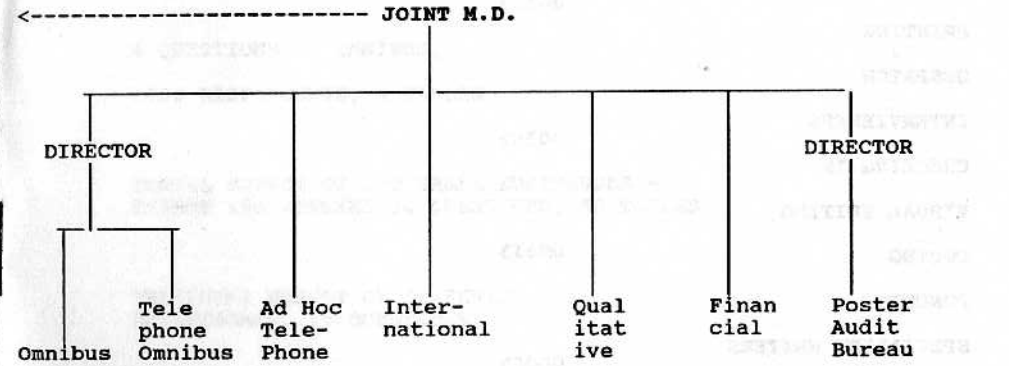 <----------------------- JOINT M.D.
DIRECTOR DIRECTOR
Tele Ad Hoc Inter- Qual Finan Poster
phone Tele- national itat cial Audit
Omnibus Omnibus Phone ive Bureau